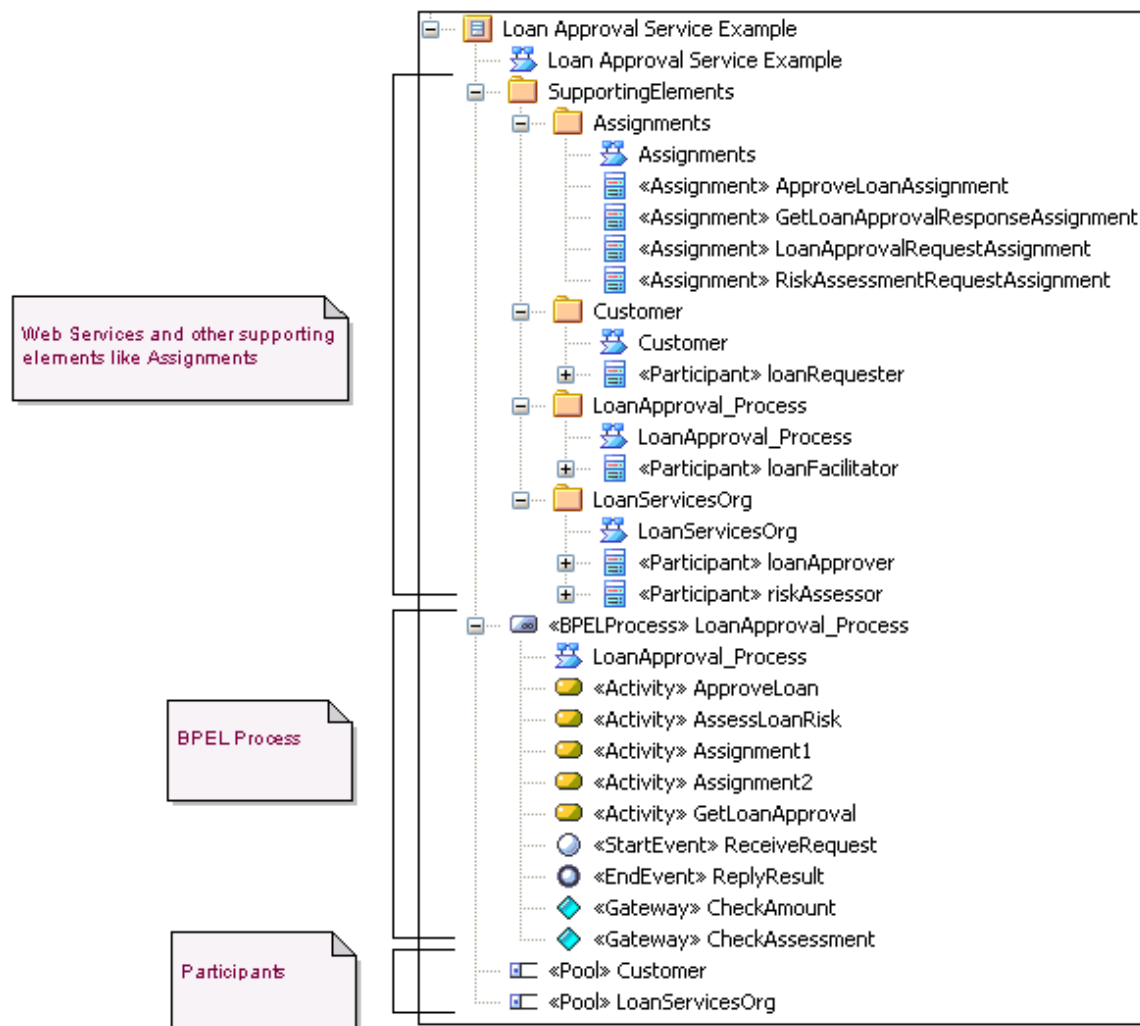 Loan Approval Service Example
Loan Approval Service Example
SupportingElements
Assignments
Assignments
«Assignment» ApproveLoanAssignment
«Assignment» GetLoanApprovalResponseAssignment
«Assignment» LoanApprovalRequestAssignment
«Assignment» RiskAssessmentRequestAssignment
Customer
Customer
«Participant» loanRequester
LoanApproval_Process
LoanApproval_Process
«Participant» loanFacilitator
LoanServicesOrg
LoanServicesOrg
«Participant» loanApprover
«Participant» riskAssessor
Web Services and other supporting
elements like Assignments
«BPELProcess» LoanApproval_Process
LoanApproval_Process
«Activity» ApproveLoan
«Activity» AssessLoanRisk
«Activity» Assignment1
«Activity» Assignment2
«Activity» GetLoanApproval
«StartEvent» ReceiveRequest
«EndEvent» ReplyResult
«Gateway» CheckAmount
«Gateway» CheckAssessment
BPEL Process
«Pool» Customer
«Pool» LoanServicesOrg
Participants